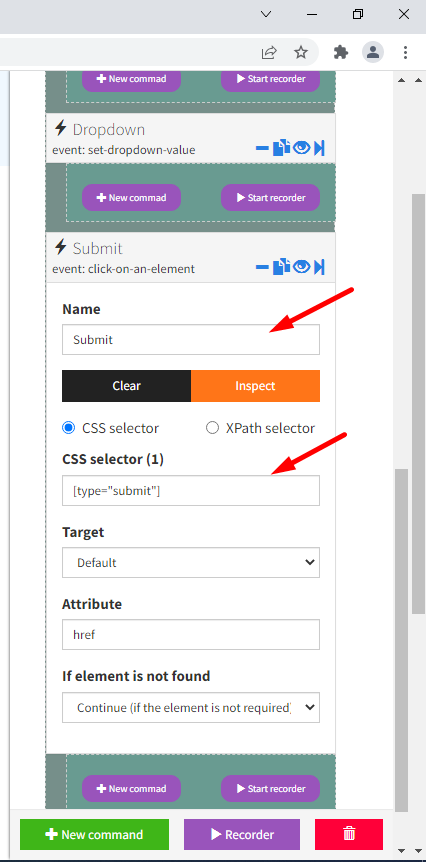 New commad Start recorder
Dropdown
event: set-dropdown-value
New commad Start recorder
Submit
event: click-on-an-element
Name
Submit
Clear Inspect
CSS selector XPath selector
CSS selector (1)
[type="submit"]
Target
Default
Attribute
href
If element is not found
Continue (if the element is not required)
New commad Start recorder
New command Recorder